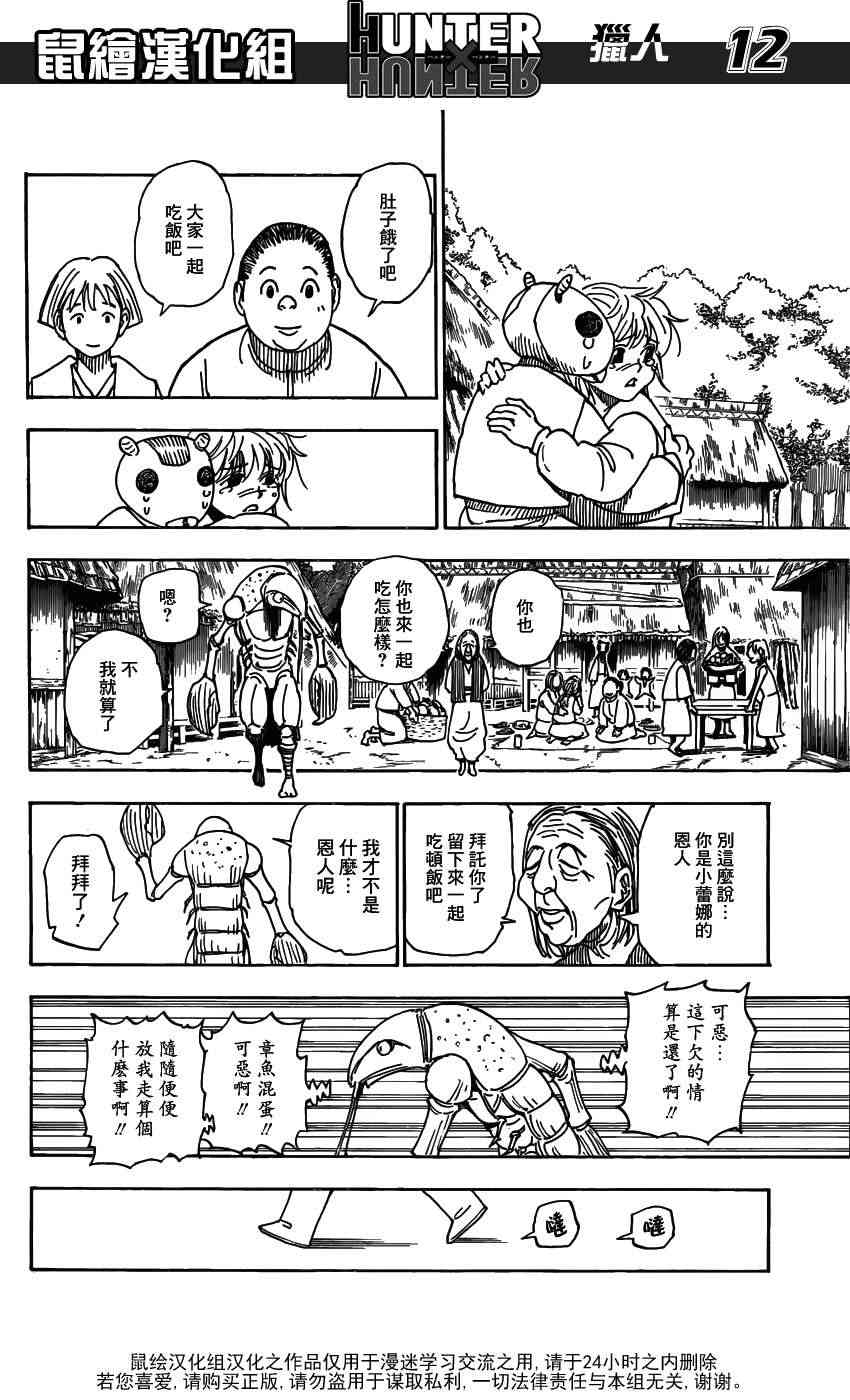 鼠繪漢化組
HUNTER
×
HUNTER
獵人
12
肚子餓了吧
大家一起
吃飯吧
你也
你也來一起
吃怎麼樣?
嗯?
不
我就算了
別這麼說…
你是小蕾娜的
恩人
拜託你了
留下來一起
吃頓飯吧
我才不是
什麼…
恩人呢
拜拜了!
可惡…
這下欠的情
算是還了啊!!
章魚混蛋!!
可惡啊!!
隨隨便便
放我走算個
什麼事啊!!
噠
噠
鼠绘汉化组汉化之作品仅用于漫迷学习交流之用,请于24小时之内删除
若您喜爱,请购买正版,请勿盗用于谋取私利,一切法律责任与本组无关,谢谢。